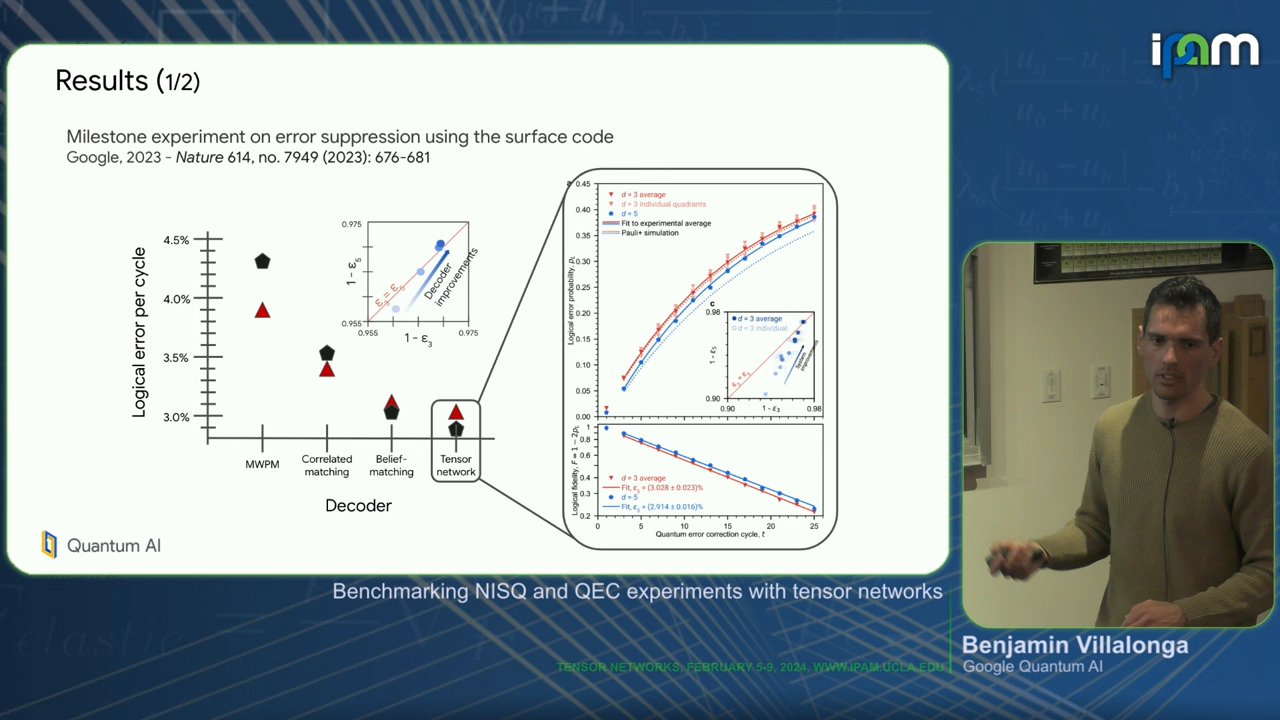 ipam
Results (1/2)
Milestone experiment on error suppression using the surface code
Google, 2023 - Nature 614, no. 7949 (2023): 676-681
Logical error per cycle
4.5%
4.0%
3.5%
3.0%
MWPM
Correlated matching
Belief-matching
Tensor network
Decoder
0.975
1 - ε₅
0.955
ε₃ = ε₅
Decoder improvements
0.955
1 - ε₃
0.975
a
0.45
0.40
0.35
0.30
0.25
0.20
0.15
0.10
0.05
0.00
Logical error probability, pL
d = 3 average
d = 3 individual quadrants
d = 5
Fit to experimental average
Pauli+ simulation
c
0.98
d = 3 average
d = 3 individual
1 - ε₅
ε₃ = ε₅
System improvements
0.90
0.90
1 - ε₃
0.98
Logical fidelity, F = 1 − 2pL
1
0.8
0.6
0.4
0.3
0.2
d = 3 average
Fit, ε₃ = (3.028 ± 0.023)%
d = 5
Fit, ε₅ = (2.914 ± 0.016)%
0
5
10
15
20
25
Quantum error correction cycle, t
Quantum AI
Benchmarking NISQ and QEC experiments with tensor networks
Benjamin Villalonga
Google Quantum AI
TENSOR NETWORKS, FEBRUARY 5-9, 2024, WWW.IPAM.UCLA.EDU